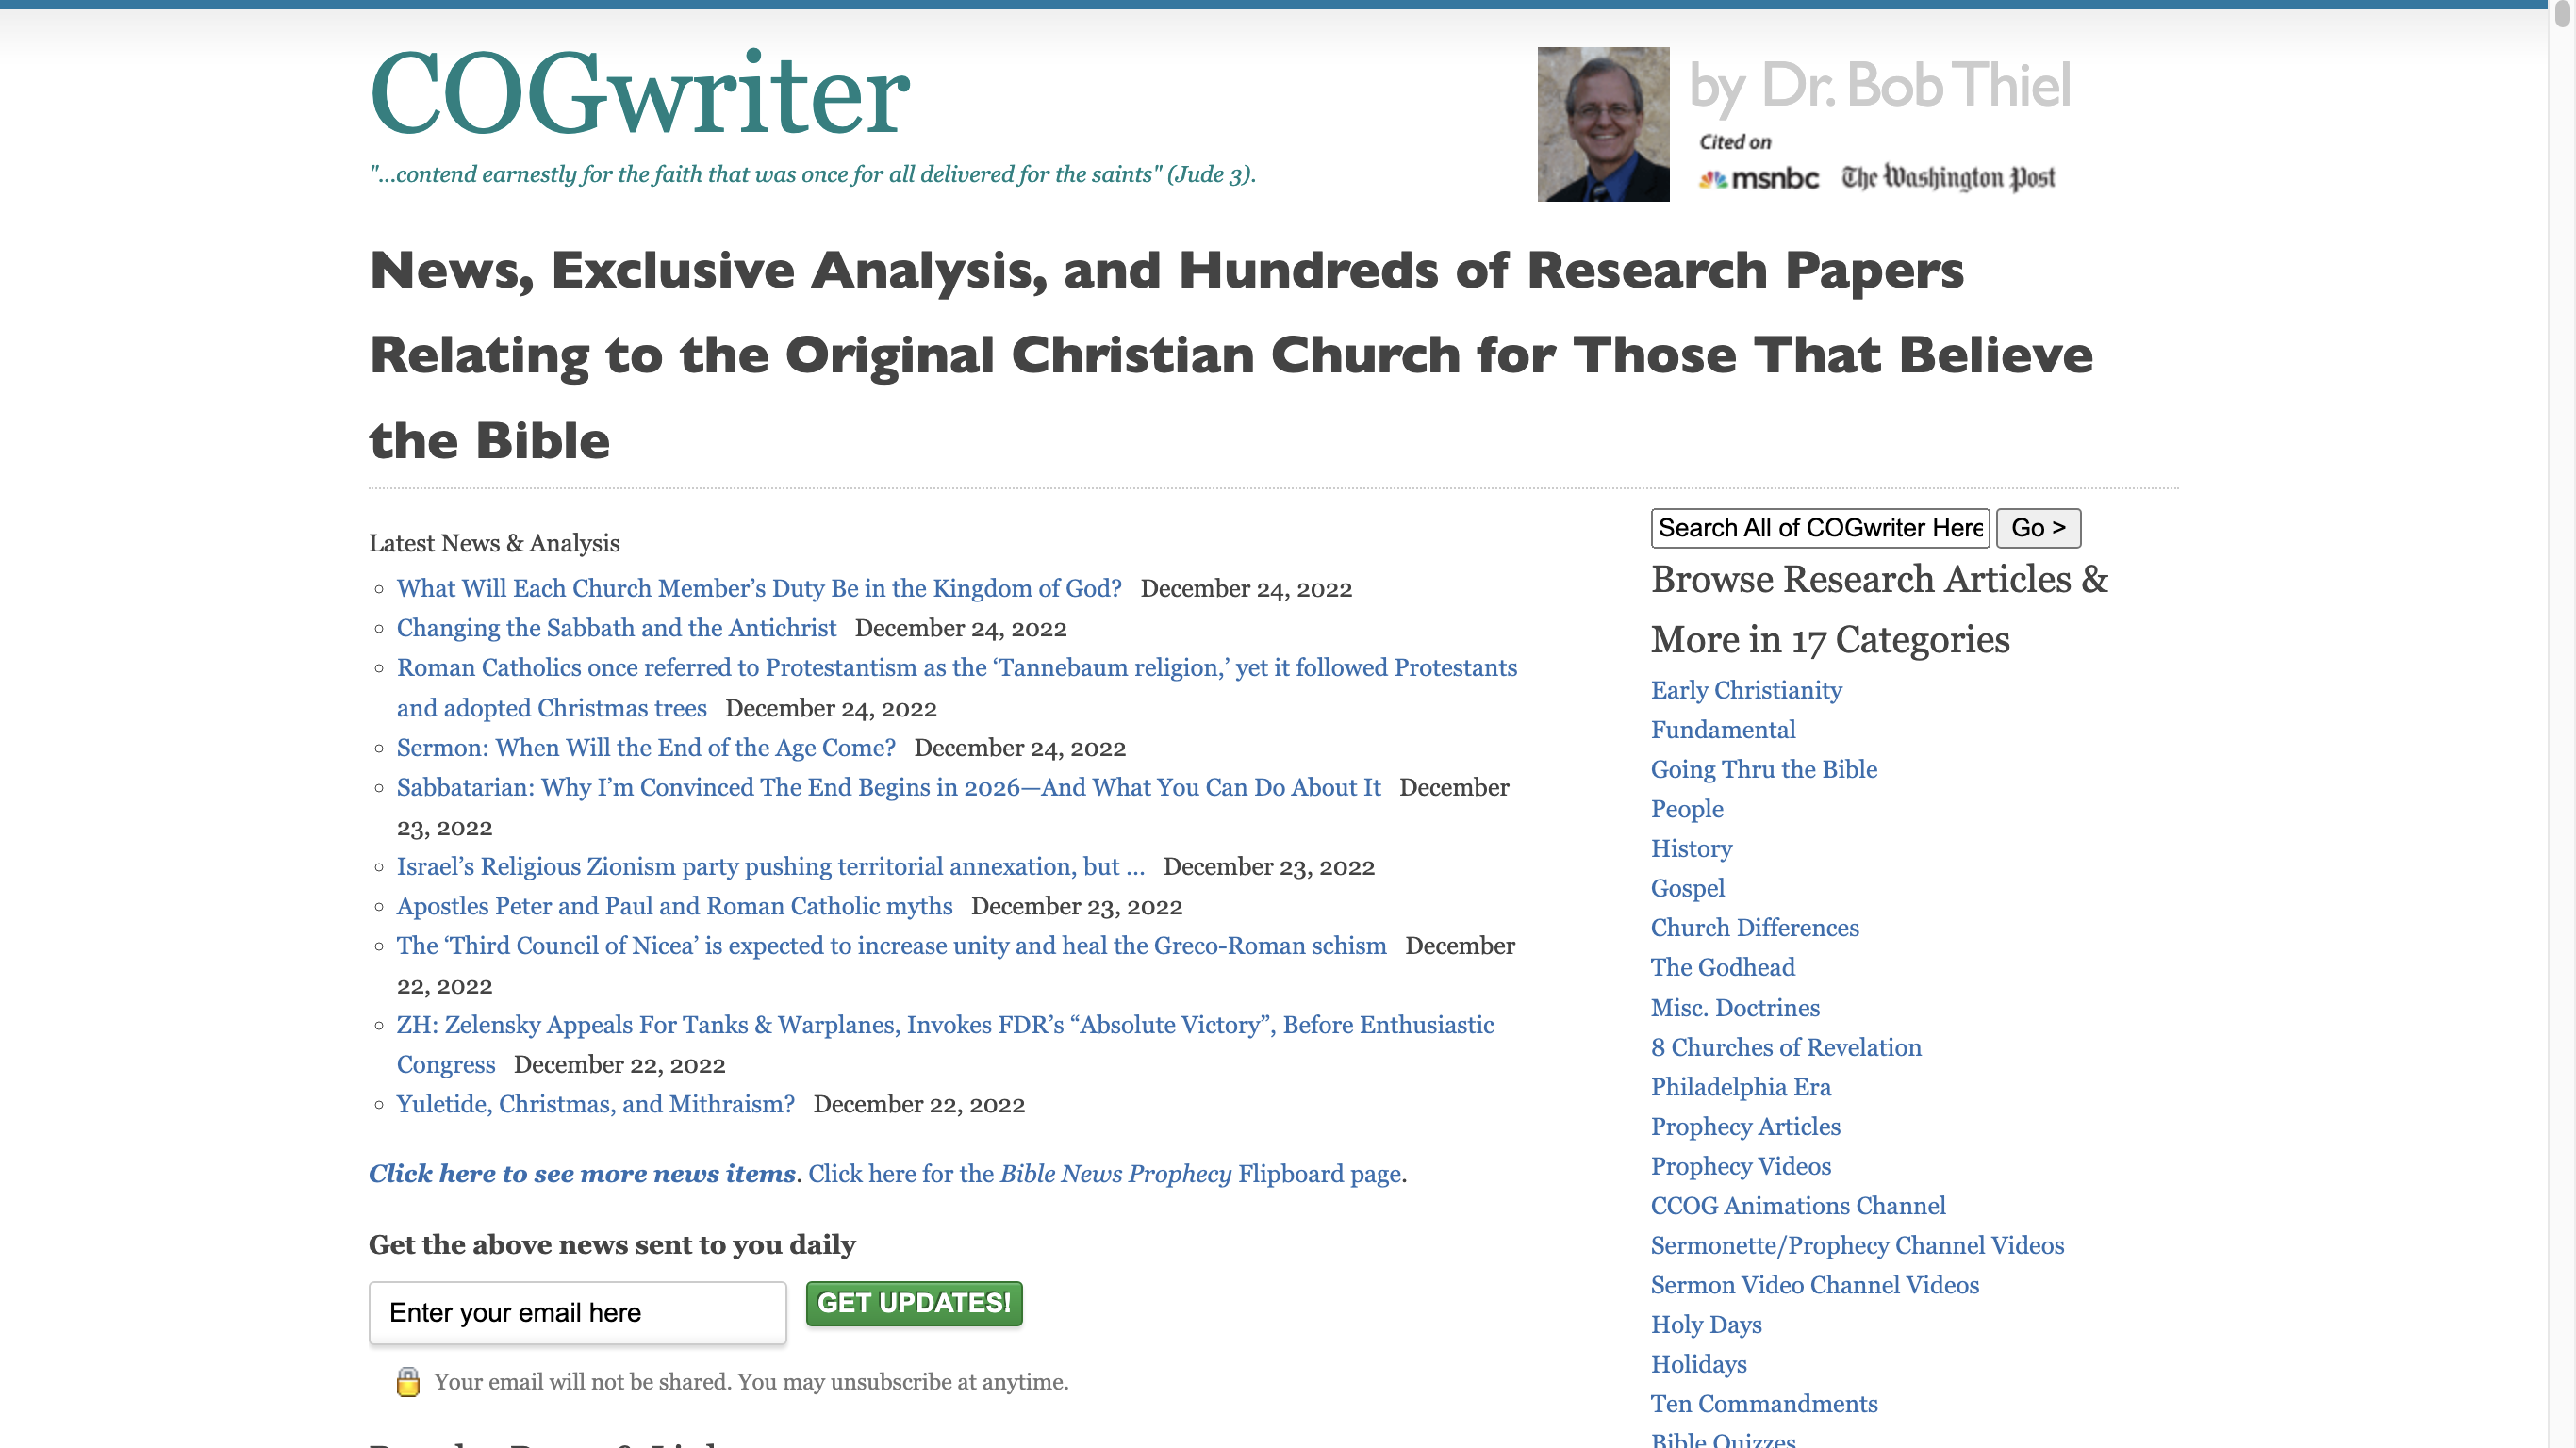 COGwriter
"...contend earnestly for the faith that was once for all delivered for the saints" (Jude 3).
by Dr. Bob Thiel
Cited on
msnbc The Washington Post
News, Exclusive Analysis, and Hundreds of Research Papers
Relating to the Original Christian Church for Those That Believe
the Bible
Latest News & Analysis
What Will Each Church Member’s Duty Be in the Kingdom of God? December 24, 2022
Changing the Sabbath and the Antichrist December 24, 2022
Roman Catholics once referred to Protestantism as the ‘Tannebaum religion,’ yet it followed Protestants
and adopted Christmas trees December 24, 2022
Sermon: When Will the End of the Age Come? December 24, 2022
Sabbatarian: Why I’m Convinced The End Begins in 2026—And What You Can Do About It December
23, 2022
Israel’s Religious Zionism party pushing territorial annexation, but … December 23, 2022
Apostles Peter and Paul and Roman Catholic myths December 23, 2022
The ‘Third Council of Nicea’ is expected to increase unity and heal the Greco-Roman schism December
22, 2022
ZH: Zelensky Appeals For Tanks & Warplanes, Invokes FDR’s “Absolute Victory”, Before Enthusiastic
Congress December 22, 2022
Yuletide, Christmas, and Mithraism? December 22, 2022
Click here to see more news items. Click here for the Bible News Prophecy Flipboard page.
Get the above news sent to you daily
Enter your email here
GET UPDATES!
Your email will not be shared. You may unsubscribe at anytime.
Search All of COGwriter Here
Go >
Browse Research Articles &
More in 17 Categories
Early Christianity
Fundamental
Going Thru the Bible
People
History
Gospel
Church Differences
The Godhead
Misc. Doctrines
8 Churches of Revelation
Philadelphia Era
Prophecy Articles
Prophecy Videos
CCOG Animations Channel
Sermonette/Prophecy Channel Videos
Sermon Video Channel Videos
Holy Days
Holidays
Ten Commandments
Bible Quizzes